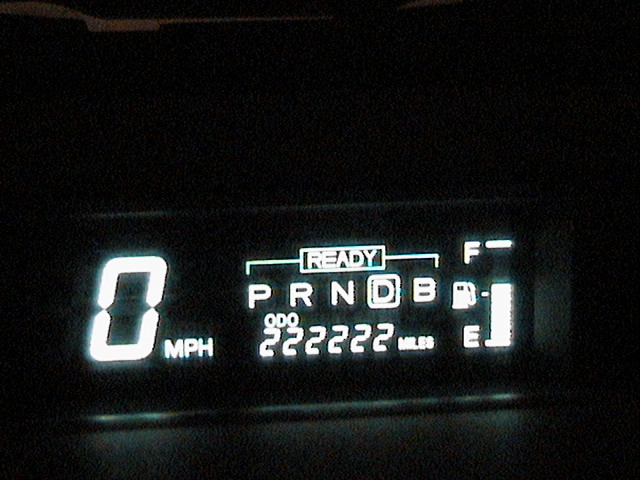 0 MPH
READY
P R N D B
ODO
222222 MILES
F
E